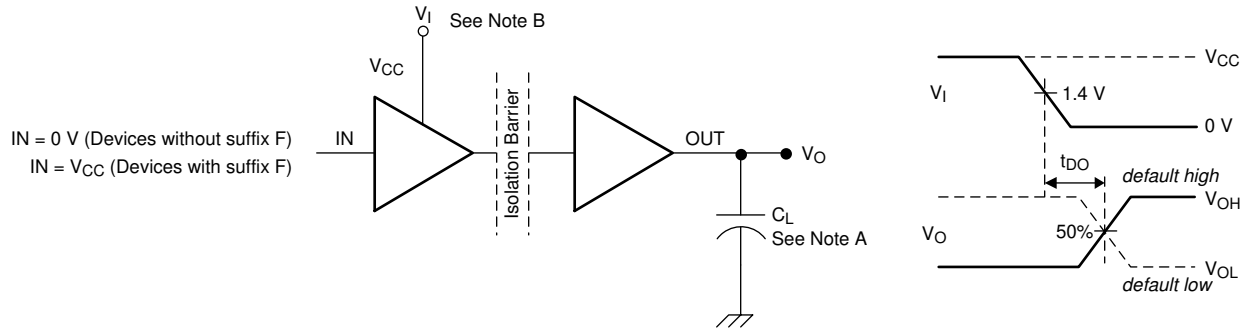 V_I
See Note B
V_CC
IN = 0 V (Devices without suffix F)
IN = V_CC (Devices with suffix F)
IN
Isolation Barrier
OUT
V_O
C_L
See Note A
V_CC
V_I
1.4 V
0 V
t_DO
default high
V_OH
50%
V_O
V_OL
default low